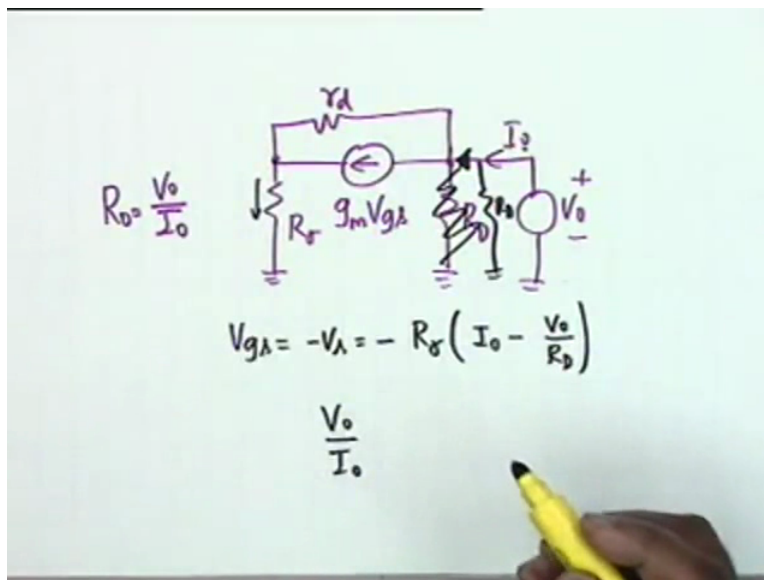 rd
I0
R0 = V0/I0
Rs
gmVgs
RD
RD
+
V0
-
Vgs = -Vs = - Rs ( I0 - V0/RD )
V0/I0